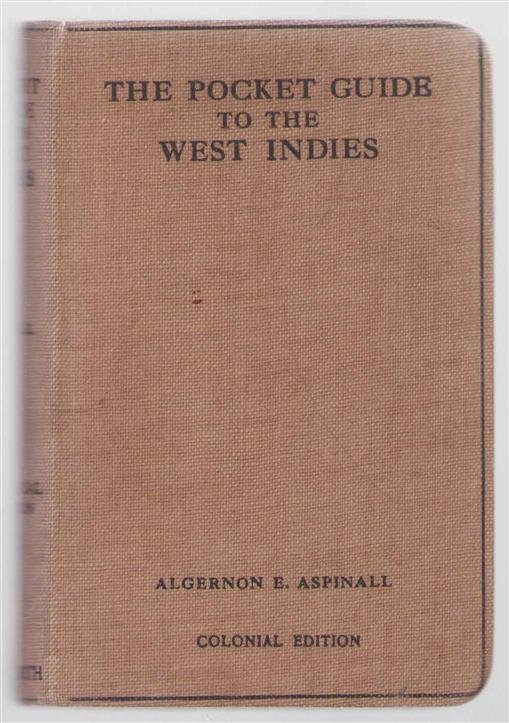 THE POCKET GUIDE
TO THE
WEST INDIES
ALGERNON E. ASPINALL
COLONIAL EDITION